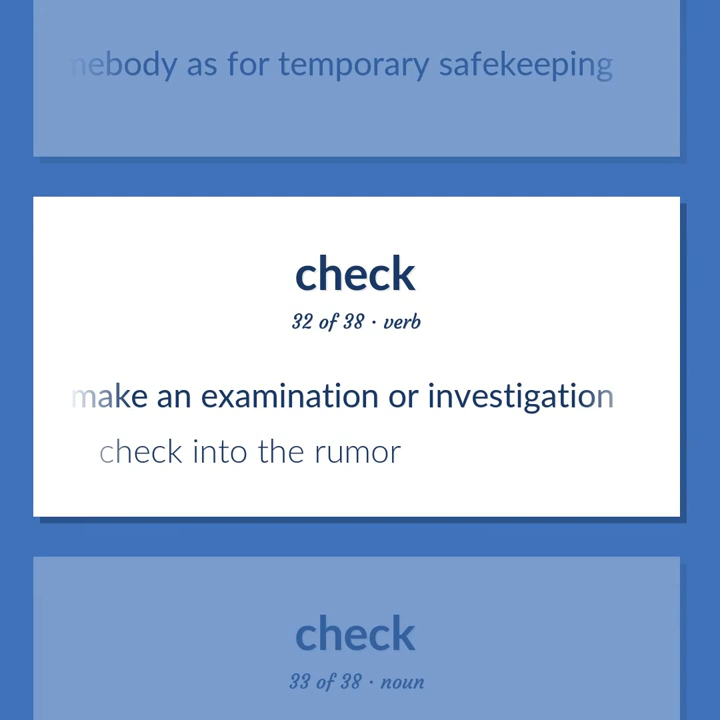 nebody as for temporary safekeeping
check
32 of 38 · verb
make an examination or investigation
check into the rumor
check
33 of 38 · noun